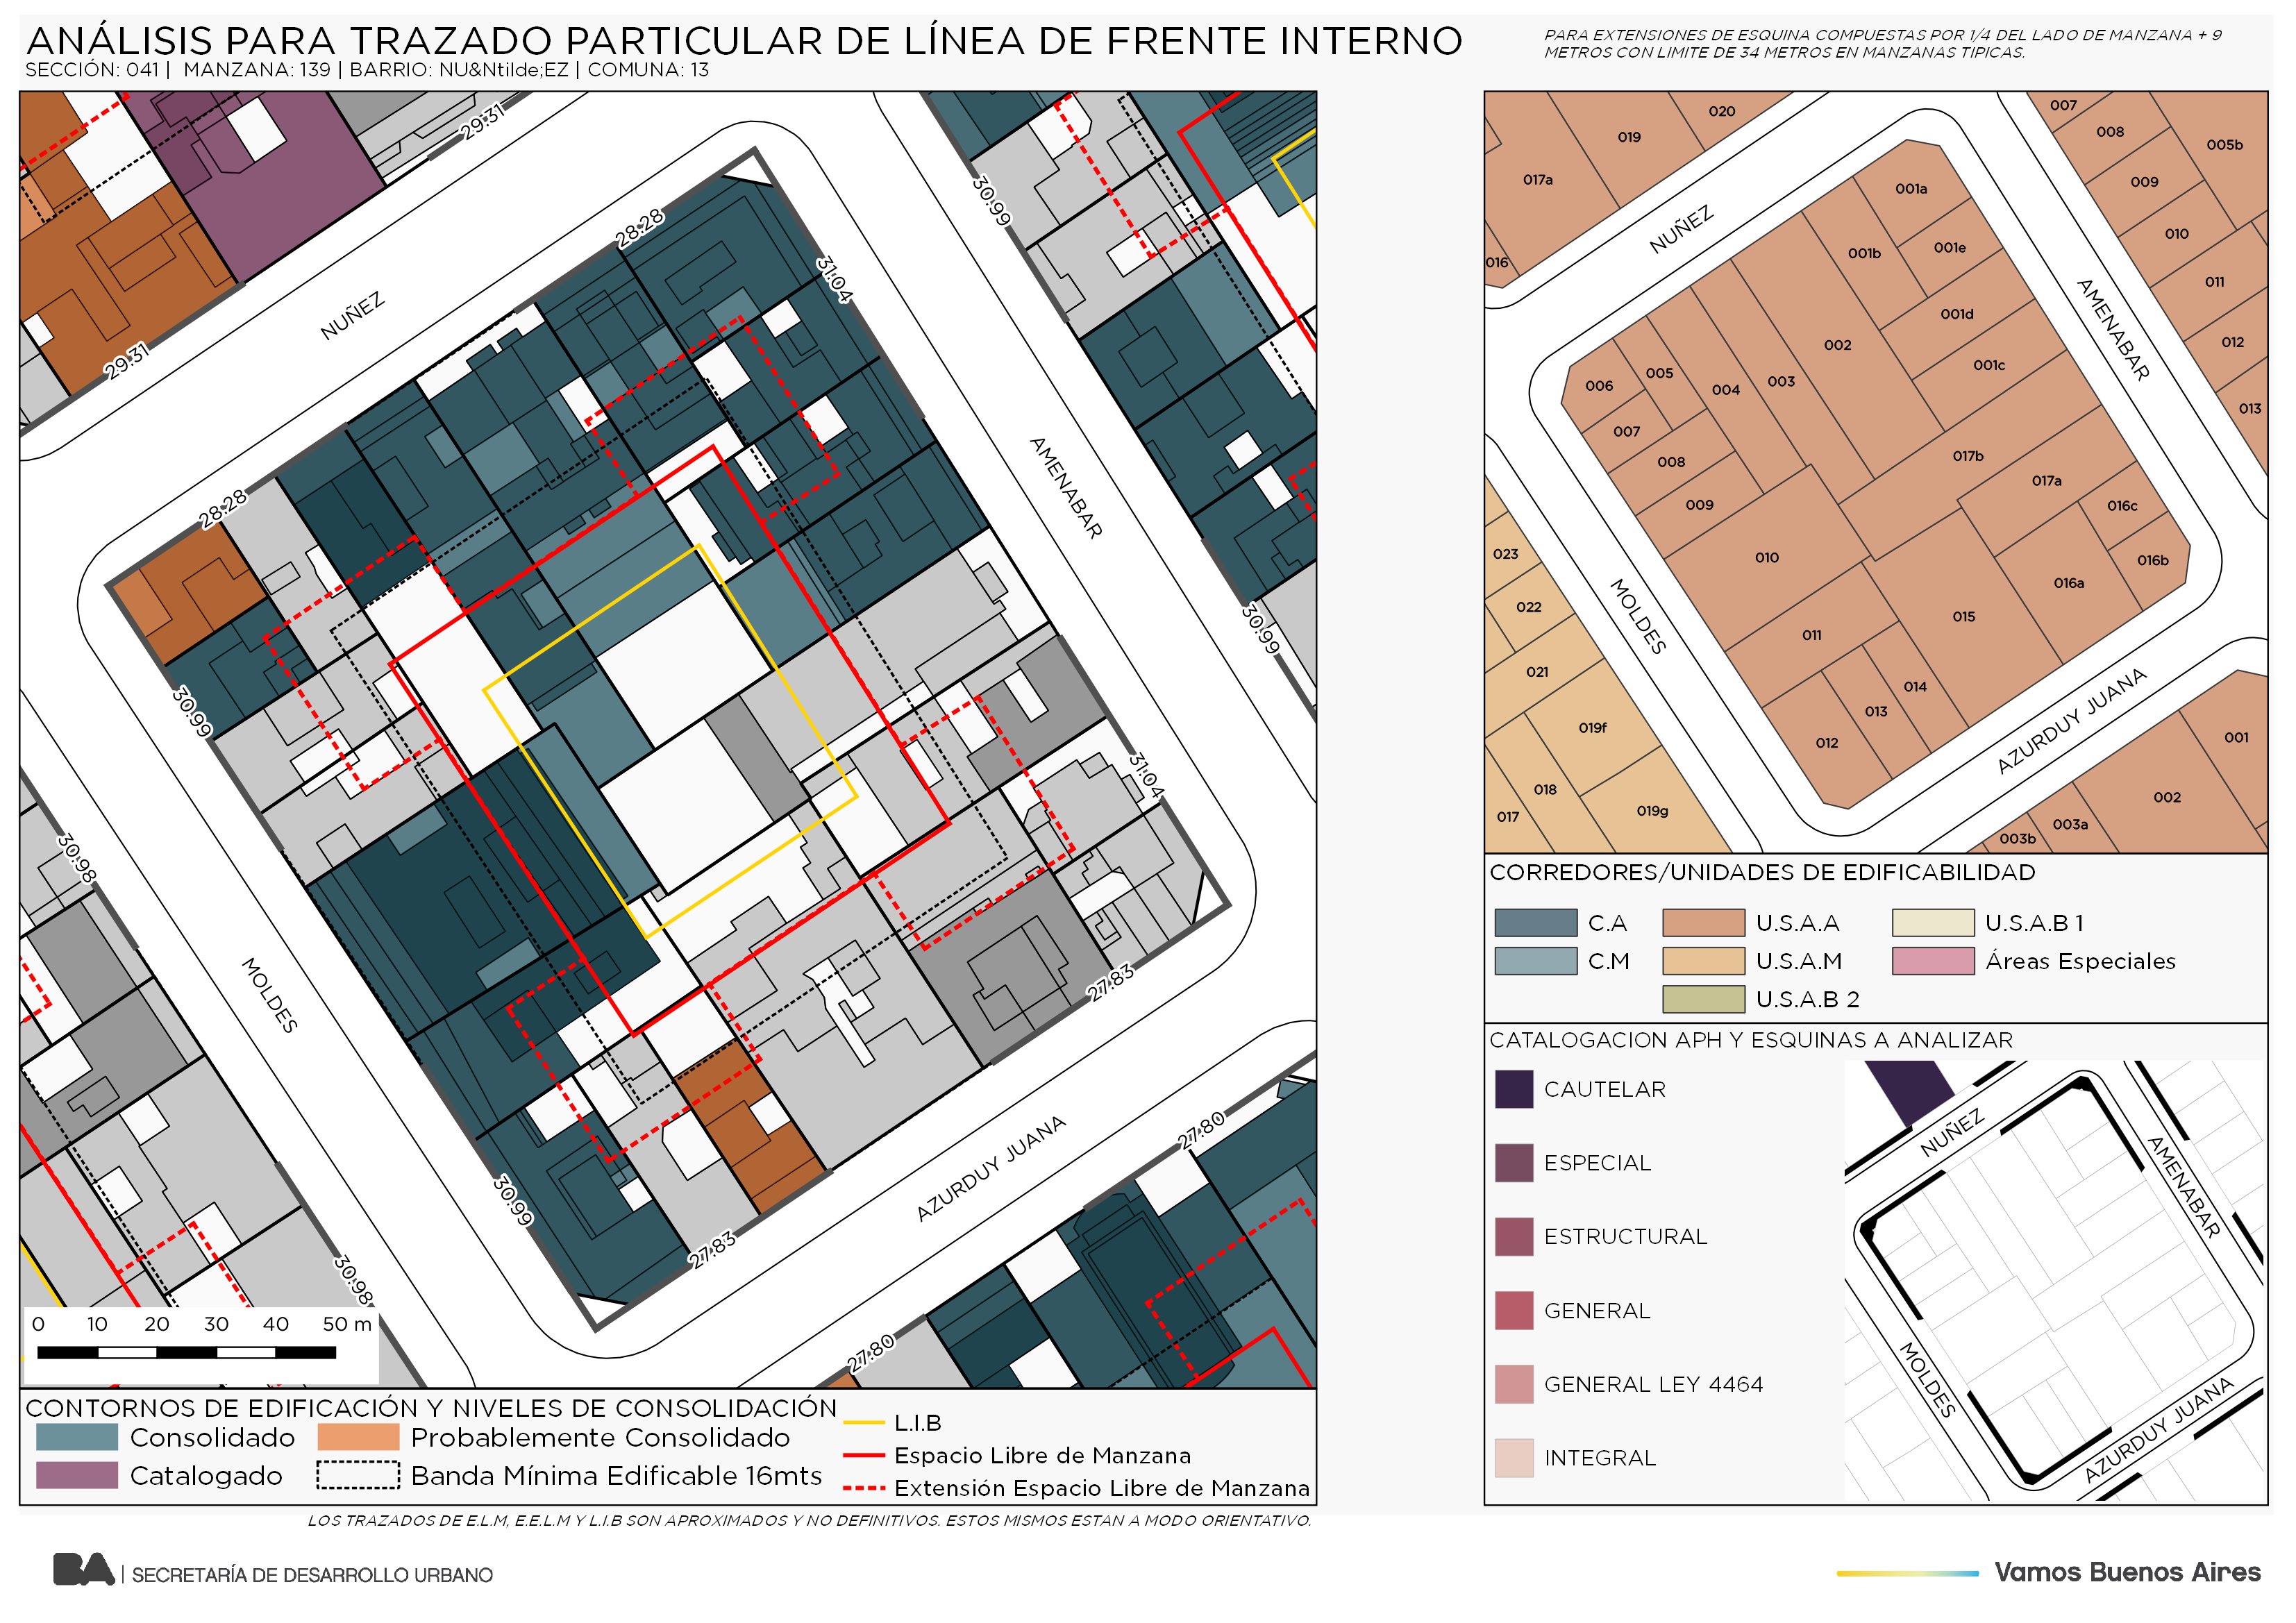 ANÁLISIS PARA TRAZADO PARTICULAR DE LÍNEA DE FRENTE INTERNO
SECCIÓN: 041 | MANZANA: 139 | BARRIO: NU&Ntilde;EZ | COMUNA: 13
PARA EXTENSIONES DE ESQUINA COMPUESTAS POR 1/4 DEL LADO DE MANZANA + 9
METROS CON LIMITE DE 34 METROS EN MANZANAS TIPICAS.
29.31
29.31
NUÑEZ
28.28
28.28
31.04
30.99
AMENABAR
30.99
30.99
30.98
MOLDES
31.04
27.83
27.83
30.99
AZURDUY JUANA
27.80
27.80
30.98
0 10 20 30 40 50 m
CONTORNOS DE EDIFICACIÓN Y NIVELES DE CONSOLIDACIÓN
Consolidado
Probablemente Consolidado
Catalogado
Banda Mínima Edificable 16mts
L.I.B
Espacio Libre de Manzana
Extensión Espacio Libre de Manzana
LOS TRAZADOS DE E.L.M, E.E.L.M Y L.I.B SON APROXIMADOS Y NO DEFINITIVOS. ESTOS MISMOS ESTAN A MODO ORIENTATIVO.
020
019
017a
016
007
008
005b
009
010
011
012
013
NUÑEZ
001a
001b
001e
001d
001c
002
003
004
005
006
007
008
009
010
011
012
013
014
015
016a
016b
016c
017a
017b
AMENABAR
MOLDES
AZURDUY JUANA
023
022
021
019f
018
017
019g
001
002
003a
003b
CORREDORES/UNIDADES DE EDIFICABILIDAD
C.A
U.S.A.A
U.S.A.B 1
C.M
U.S.A.M
Áreas Especiales
U.S.A.B 2
CATALOGACION APH Y ESQUINAS A ANALIZAR
CAUTELAR
ESPECIAL
ESTRUCTURAL
GENERAL
GENERAL LEY 4464
INTEGRAL
NUÑEZ
AMENABAR
MOLDES
AZURDUY JUANA
BA | SECRETARÍA DE DESARROLLO URBANO
Vamos Buenos Aires